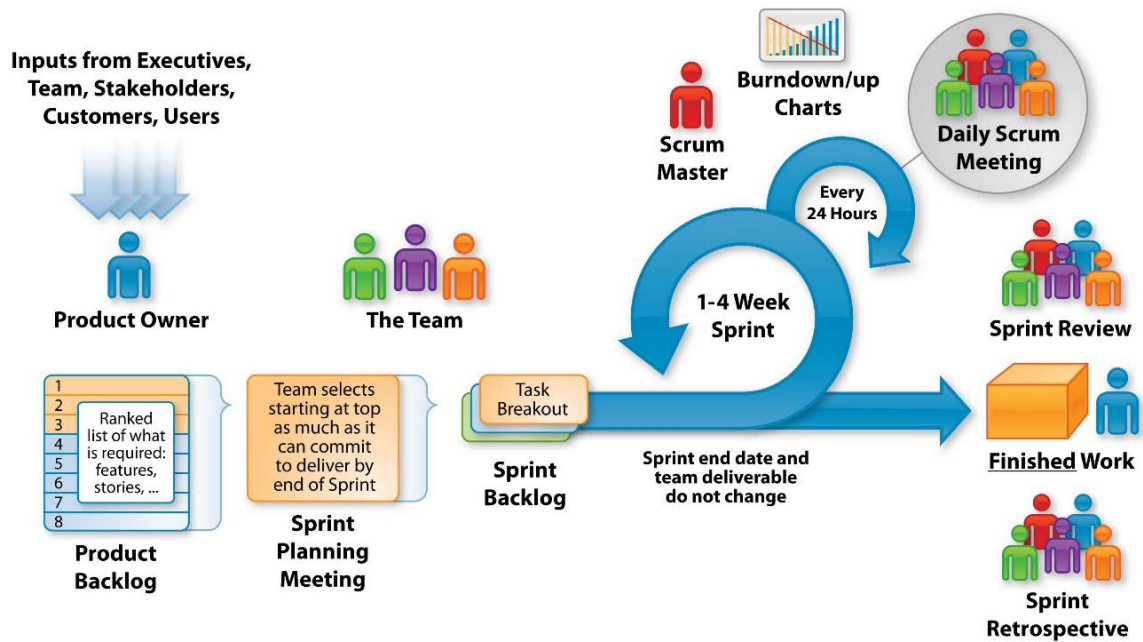 Inputs from Executives,
Team, Stakeholders,
Customers, Users
Product Owner
The Team
Scrum
Master
Burndown/up
Charts
Daily Scrum
Meeting
Every
24 Hours
1-4 Week
Sprint
Sprint Review
1
2
3
4
5
6
7
8
Ranked
list of what
is required:
features,
stories, ...
Product
Backlog
Team selects
starting at top
as much as it
can commit
to deliver by
end of Sprint
Sprint
Planning
Meeting
Task
Breakout
Sprint
Backlog
Sprint end date and
team deliverable
do not change
Finished Work
Sprint
Retrospective